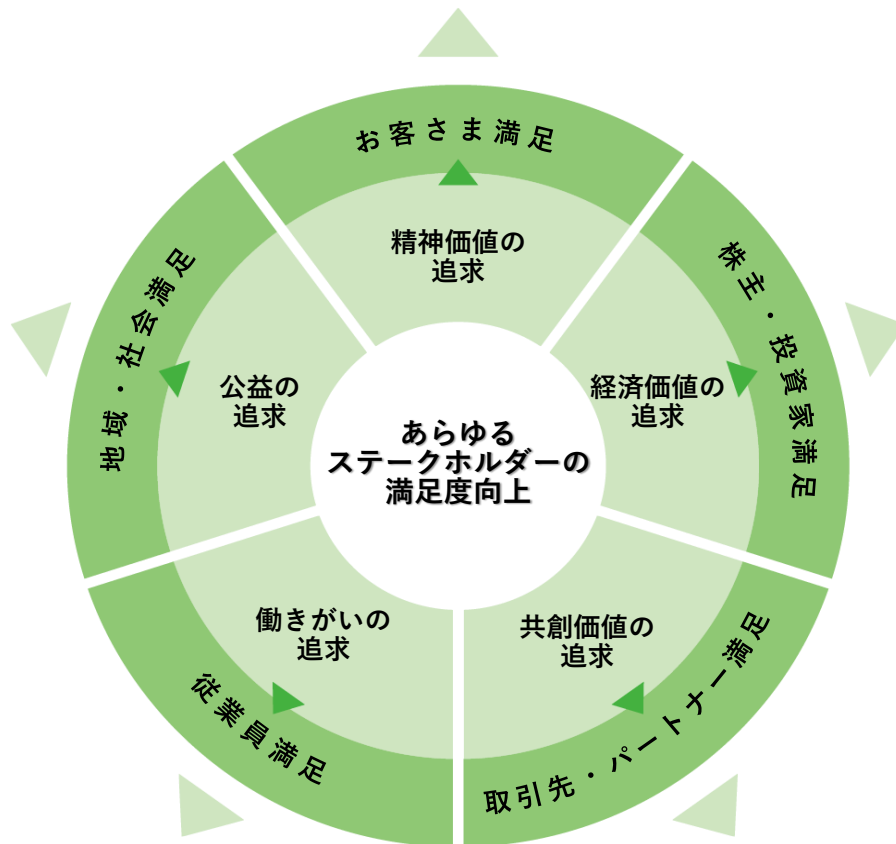 お客さま満足
精神価値の
追求
株主・投資家満足
経済価値の
追求
取引先・パートナー満足
共創価値の
追求
従業員満足
働きがいの
追求
地域・社会満足
公益の
追求
あらゆる
ステークホルダーの
満足度向上